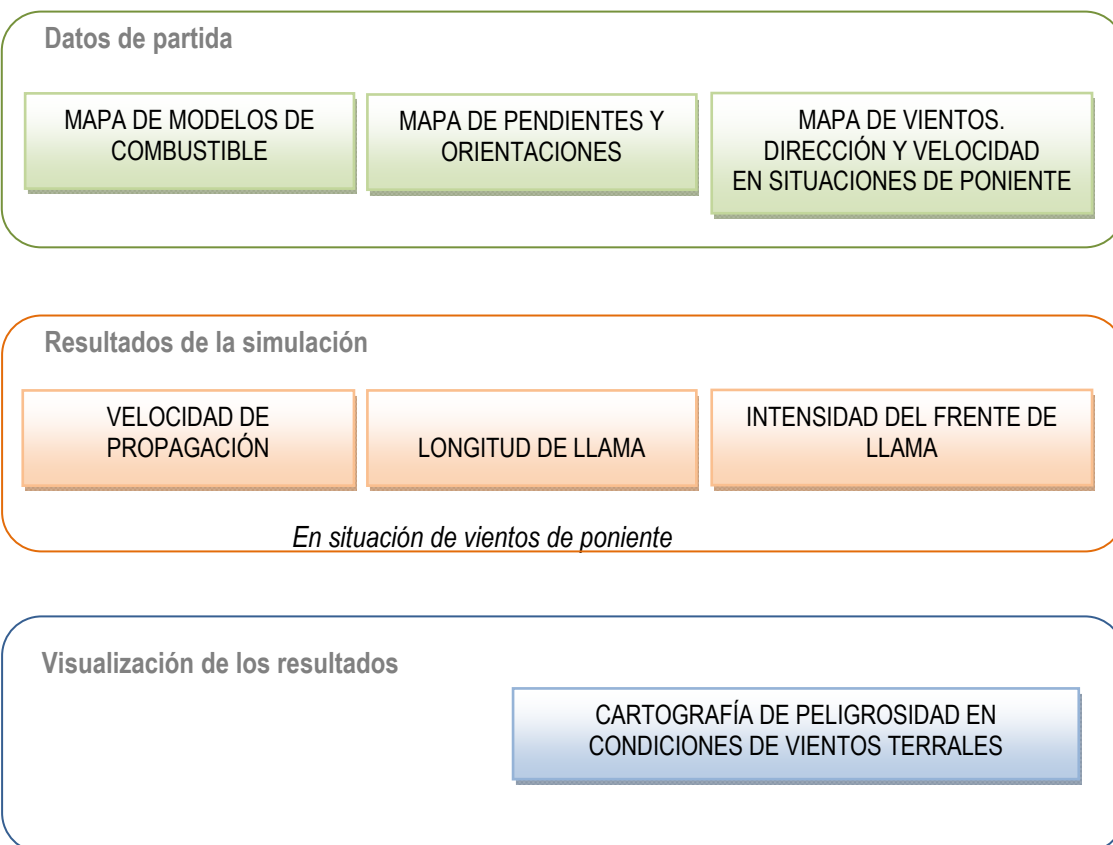 Datos de partida
MAPA DE MODELOS DE
COMBUSTIBLE
MAPA DE PENDIENTES Y
ORIENTACIONES
MAPA DE VIENTOS.
DIRECCIÓN Y VELOCIDAD
EN SITUACIONES DE PONIENTE
Resultados de la simulación
VELOCIDAD DE
PROPAGACIÓN
LONGITUD DE LLAMA
INTENSIDAD DEL FRENTE DE
LLAMA
En situación de vientos de poniente
Visualización de los resultados
CARTOGRAFÍA DE PELIGROSIDAD EN
CONDICIONES DE VIENTOS TERRALES